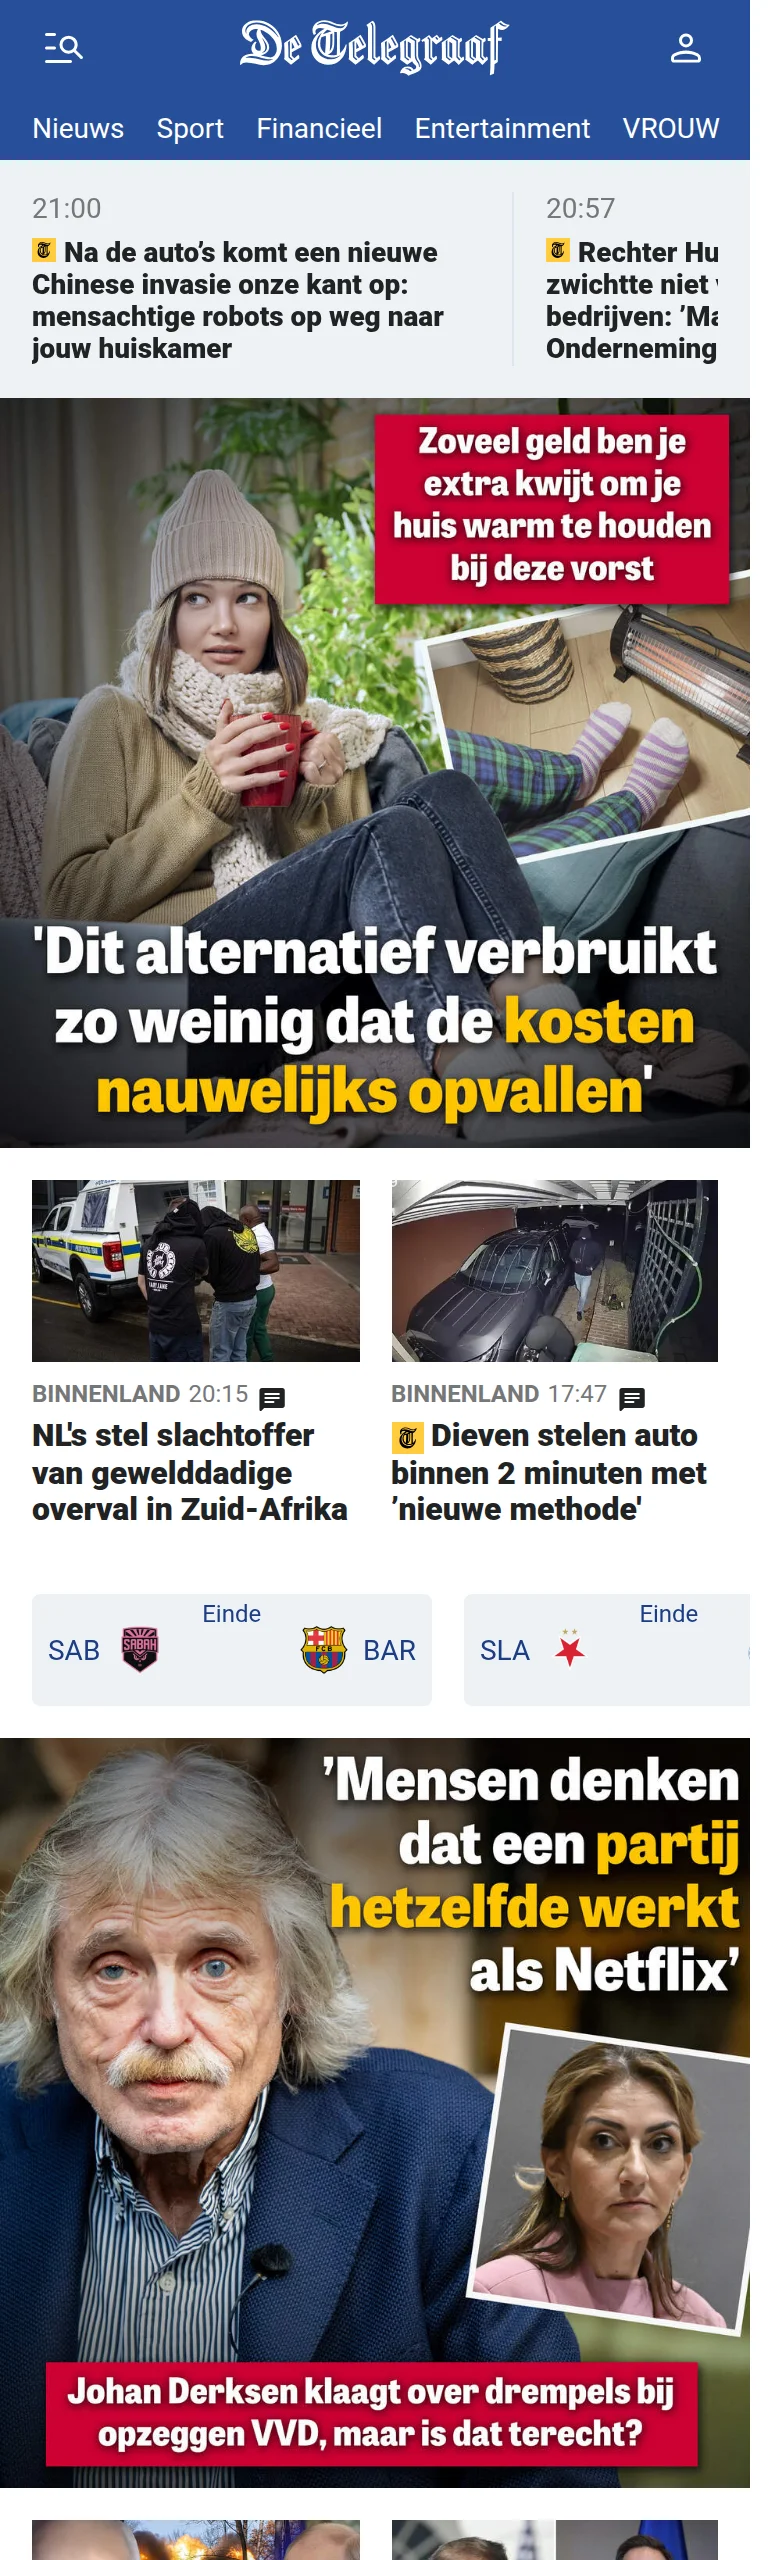 De Telegraaf
Nieuws Sport Financieel Entertainment VROUW
21:00
Na de auto’s komt een nieuwe
Chinese invasie onze kant op:
mensachtige robots op weg naar
jouw huiskamer
20:57
Rechter Hu
zwichtte niet
bedrijven: ’Ma
Onderneming
Zoveel geld ben je
extra kwijt om je
huis warm te houden
bij deze vorst
'Dit alternatief verbruikt
zo weinig dat de kosten
nauwelijks opvallen'
BINNENLAND 20:15
NL's stel slachtoffer
van gewelddadige
overval in Zuid-Afrika
BINNENLAND 17:47
Dieven stelen auto
binnen 2 minuten met
’nieuwe methode'
Einde
SAB SABAH FCB BAR
Einde
SLA
’Mensen denken
dat een partij
hetzelfde werkt
als Netflix’
Johan Derksen klaagt over drempels bij
opzeggen VVD, maar is dat terecht?